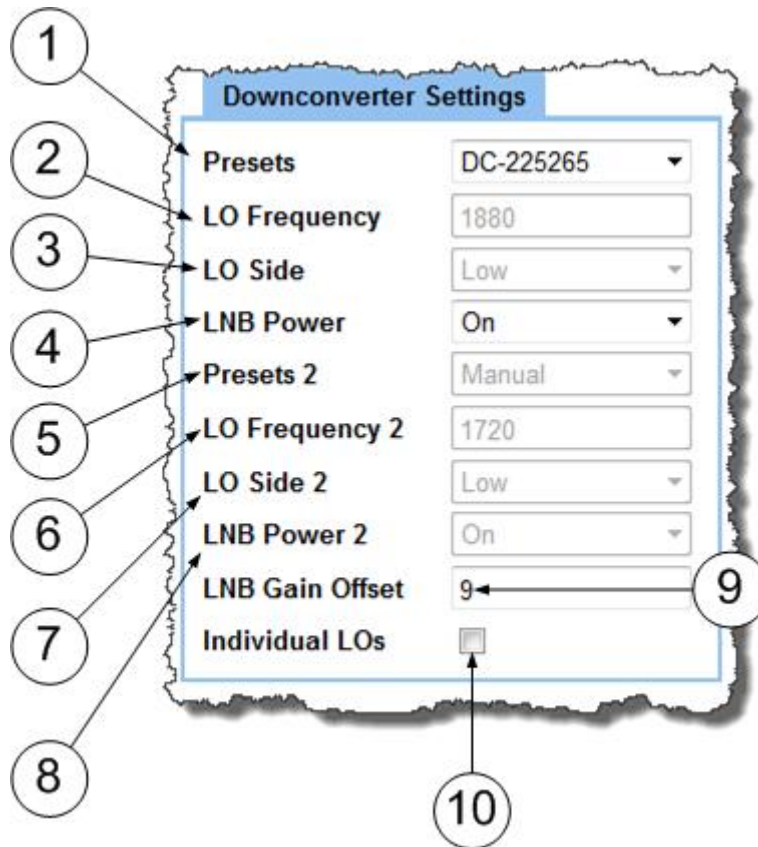 1
Downconverter Settings
Presets DC-225265
2
LO Frequency 1880
3
LO Side Low
4
LNB Power On
5
Presets 2 Manual
6
LO Frequency 2 1720
7
LO Side 2 Low
8
LNB Power 2 On
LNB Gain Offset 9
9
Individual LOs
10